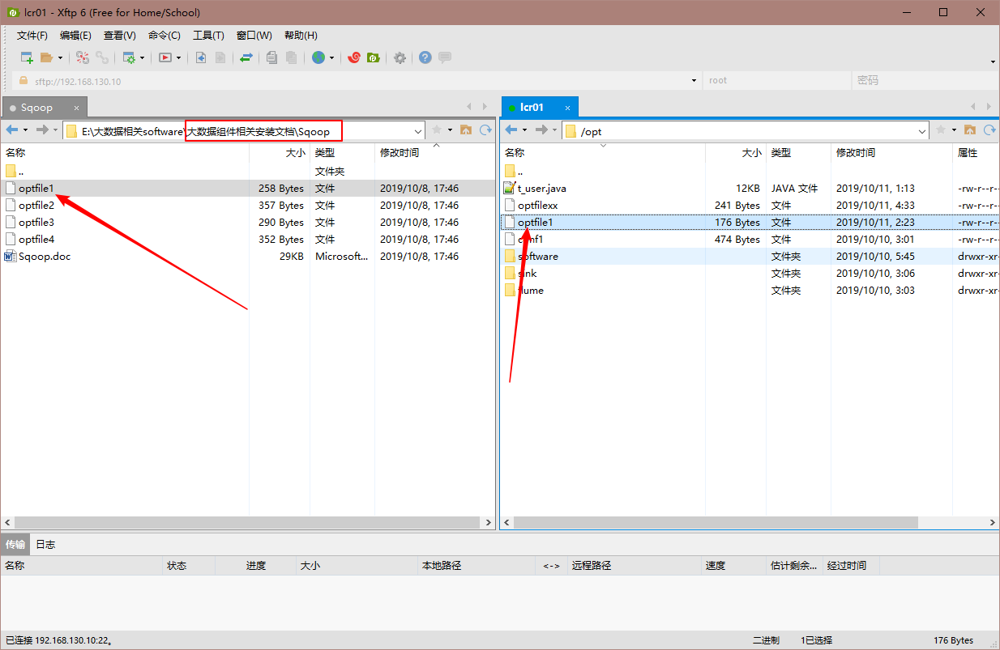 lcr01 - Xftp 6 (Free for Home/School)
文件(F) 编辑(E) 查看(V) 命令(C) 工具(T) 窗口(W) 帮助(H)
sftp://192.168.130.10 root 密码
Sqoop
E:\大数据相关software\大数据组件相关安装文档\Sqoop
名称 大小 类型 修改时间
.. 文件夹
optfile1 258 Bytes 文件 2019/10/8, 17:46
optfile2 357 Bytes 文件 2019/10/8, 17:46
optfile3 290 Bytes 文件 2019/10/8, 17:46
optfile4 352 Bytes 文件 2019/10/8, 17:46
Sqoop.doc 29KB Microsoft... 2019/10/8, 17:46
lcr01
/opt
名称 大小 类型 修改时间 属性
.. 文件夹
t_user.java 12KB JAVA 文件 2019/10/11, 1:13 -rw-r--r--
optfilexx 241 Bytes 文件 2019/10/11, 4:33 -rw-r--r--
optfile1 176 Bytes 文件 2019/10/11, 2:23 -rw-r--r--
474 Bytes 文件 2019/10/10, 3:01 -rw-r--r--
software 文件夹 2019/10/10, 5:45 drwxr-xr-
文件夹 2019/10/10, 3:06 drwxr-xr-
flume 文件夹 2019/10/10, 3:03 drwxr-xr-
传输 日志
名称 状态 进度 大小 本地路径 <-> 远程路径 速度 估计剩余... 经过时间
已连接 192.168.130.10:22。 二进制 1已选择 176 Bytes